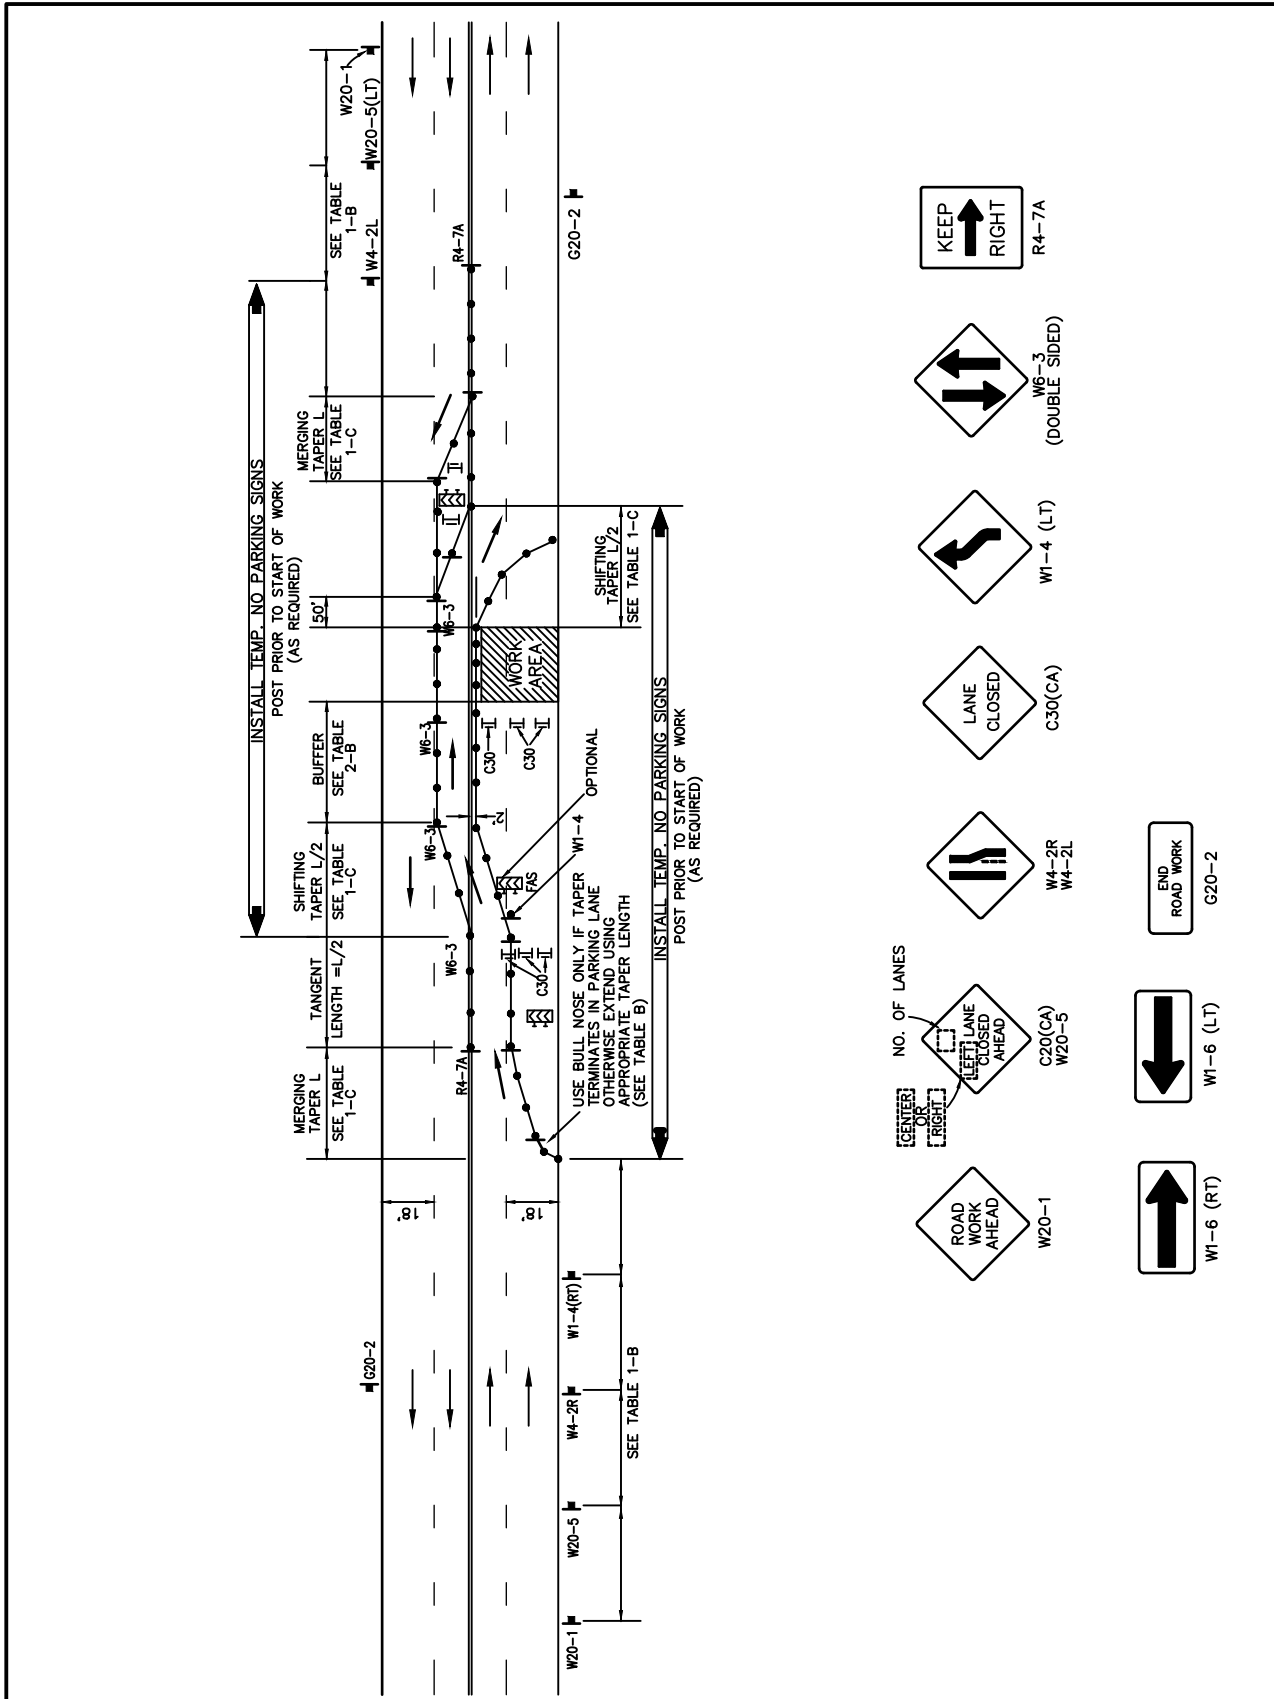 W20-1
W20-5(LT)
SEE TABLE
1-B
W4-2L
R4-7A
G20-2
MERGING
TAPER L
SEE TABLE
1-C
INSTALL TEMP. NO PARKING SIGNS
POST PRIOR TO START OF WORK
(AS REQUIRED)
50'
W6-3
SHIFTING
TAPER L/2
SEE TABLE 1-C
WORK
AREA
BUFFER
SEE TABLE
2-B
W6-3
C30
C30
OPTIONAL
W6-3
2'
W1-4
SHIFTING
TAPER L/2
SEE TABLE
1-C
FAS
W6-3
C30
TANGENT
LENGTH =L/2
R4-7A
USE BULL NOSE ONLY IF TAPER
TERMINATES IN PARKING LANE
OTHERWISE EXTEND USING
APPROPRIATE TAPER LENGTH
(SEE TABLE B)
INSTALL TEMP. NO PARKING SIGNS
POST PRIOR TO START OF WORK
(AS REQUIRED)
MERGING
TAPER L
SEE TABLE
1-C
18'
18'
G20-2
W1-4(RT)
W4-2R
SEE TABLE 1-B
W20-5
W20-1
KEEP
RIGHT
R4-7A
W6-3
(DOUBLE SIDED)
W1-4 (LT)
LANE
CLOSED
C30(CA)
W4-2R
W4-2L
END
ROAD WORK
G20-2
NO. OF LANES
LEFT LANE
CLOSED
AHEAD
C20(CA)
W20-5
CENTER
OR
RIGHT
W1-6 (LT)
ROAD
WORK
AHEAD
W20-1
W1-6 (RT)